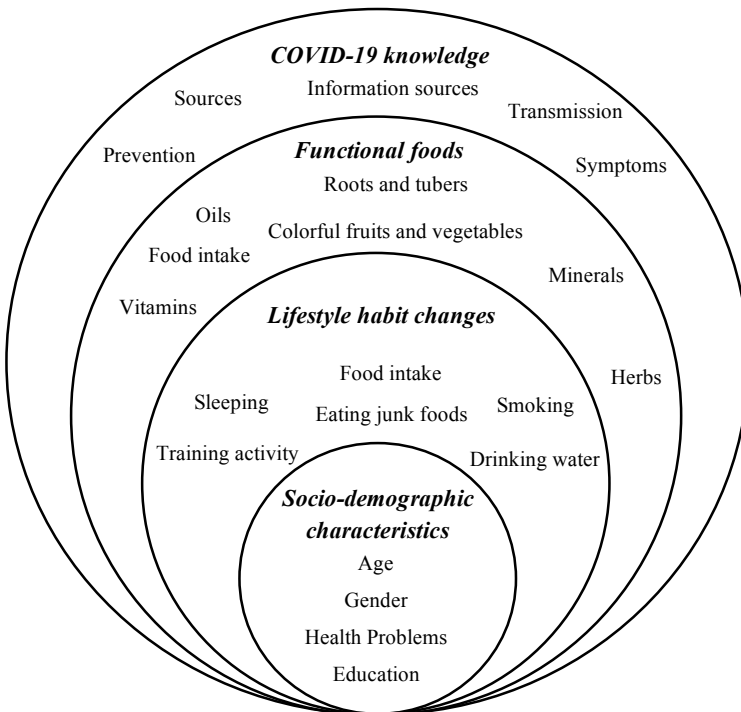 COVID-19 knowledge
Information sources
Sources
Transmission
Prevention
Symptoms
Functional foods
Roots and tubers
Oils
Colorful fruits and vegetables
Food intake
Minerals
Vitamins
Lifestyle habit changes
Food intake
Herbs
Sleeping
Smoking
Eating junk foods
Training activity
Drinking water
Socio-demographic
characteristics
Age
Gender
Health Problems
Education